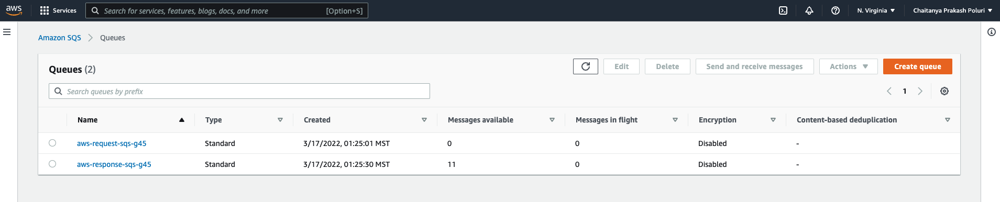 aws Services Search for services, features, blogs, docs, and more [Option+S] N. Virginia Chaitanya Prakash Poluri
Amazon SQS Queues
Queues (2) Edit Delete Send and receive messages Actions Create queue
Search queues by prefix 1
Name Type Created Messages available Messages in flight Encryption Content-based deduplication
aws-request-sqs-g45 Standard 3/17/2022, 01:25:01 MST 0 0 Disabled -
aws-response-sqs-g45 Standard 3/17/2022, 01:25:30 MST 11 0 Disabled -